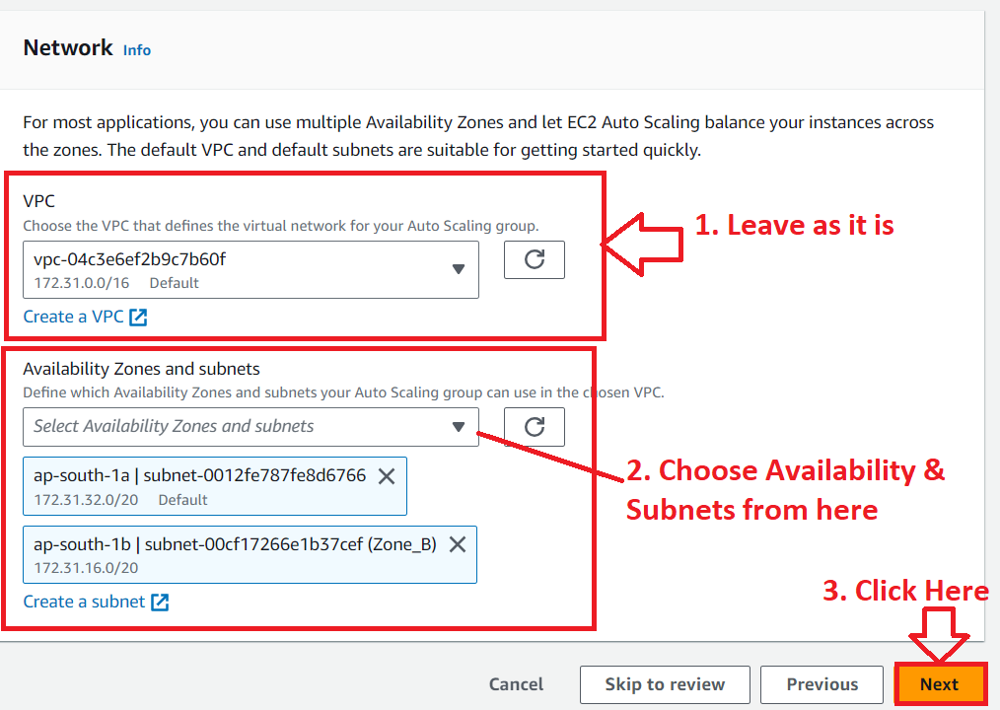 Network Info
For most applications, you can use multiple Availability Zones and let EC2 Auto Scaling balance your instances across
the zones. The default VPC and default subnets are suitable for getting started quickly.
VPC
Choose the VPC that defines the virtual network for your Auto Scaling group.
vpc-04c3e6ef2b9c7b60f
172.31.0.0/16 Default
Create a VPC
1. Leave as it is
Availability Zones and subnets
Define which Availability Zones and subnets your Auto Scaling group can use in the chosen VPC.
Select Availability Zones and subnets
ap-south-1a | subnet-0012fe787fe8d6766
172.31.32.0/20 Default
ap-south-1b | subnet-00cf17266e1b37cef (Zone_B)
172.31.16.0/20
Create a subnet
2. Choose Availability &
Subnets from here
3. Click Here
Cancel
Skip to review
Previous
Next